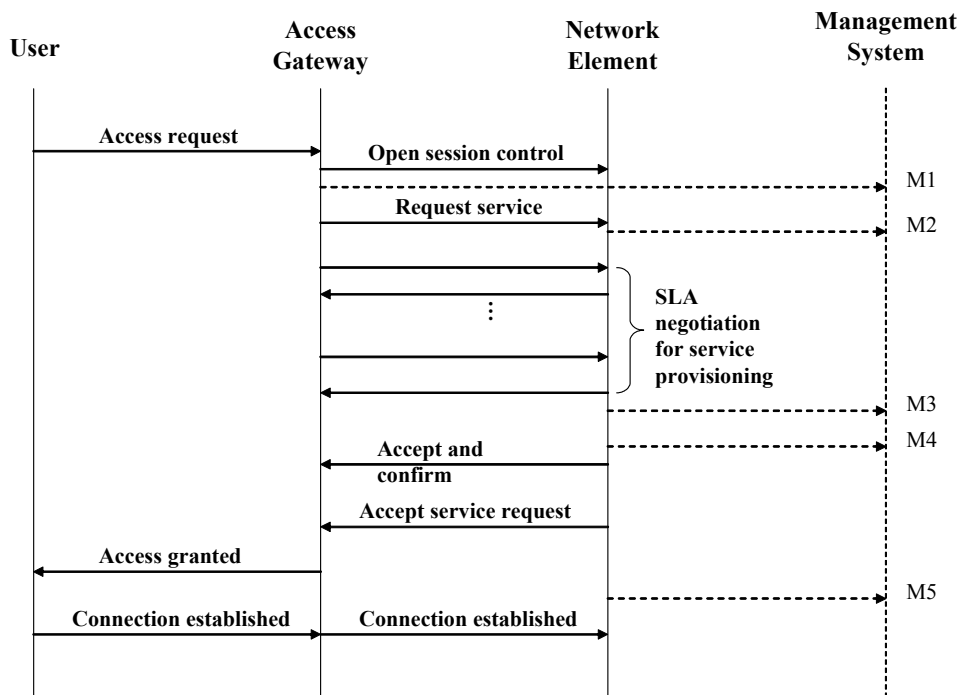 User
Access
Gateway
Network
Element
Management
System
Access request
Open session control
M1
Request service
M2
SLA
negotiation
for service
provisioning
⋮
M3
M4
Accept and
confirm
Accept service request
Access granted
M5
Connection established
Connection established